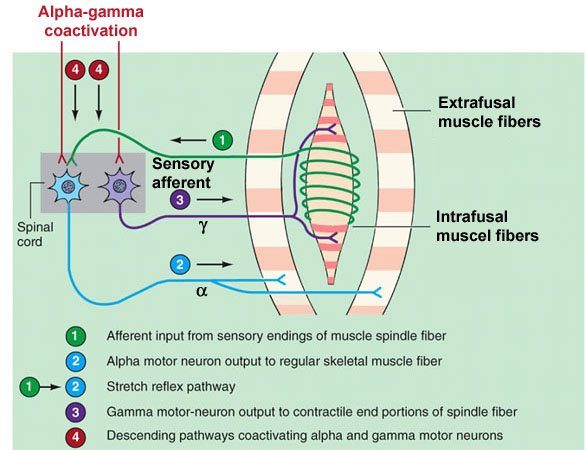 Alpha-gamma
coactivation
4 4
Extrafusal
muscle fibers
1
Sensory
afferent
3
γ
Spinal
cord
Intrafusal
muscel fibers
2
α
1 Afferent input from sensory endings of muscle spindle fiber
2 Alpha motor neuron output to regular skeletal muscle fiber
1 2 Stretch reflex pathway
3 Gamma motor-neuron output to contractile end portions of spindle fiber
4 Descending pathways coactivating alpha and gamma motor neurons